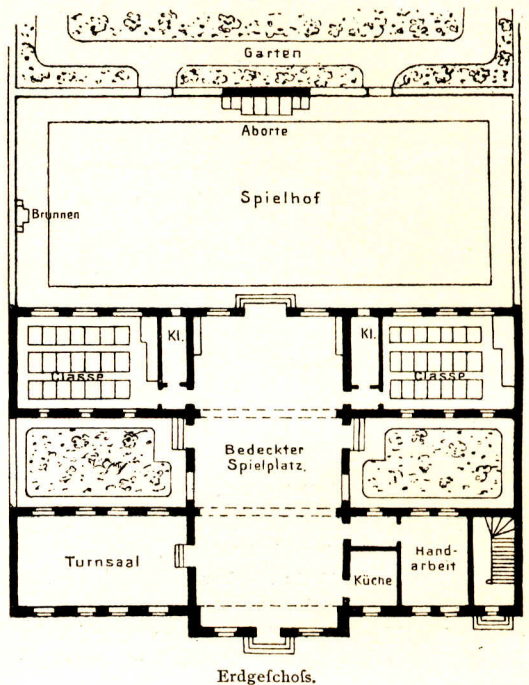 Garten
Aborte
Spielhof
Brunnen
Kl.
Kl.
Classe
Classe
Bedeckter
Spielplatz.
Turnsaal
Hand-
arbeit
Küche
Erdgeſchoſs.